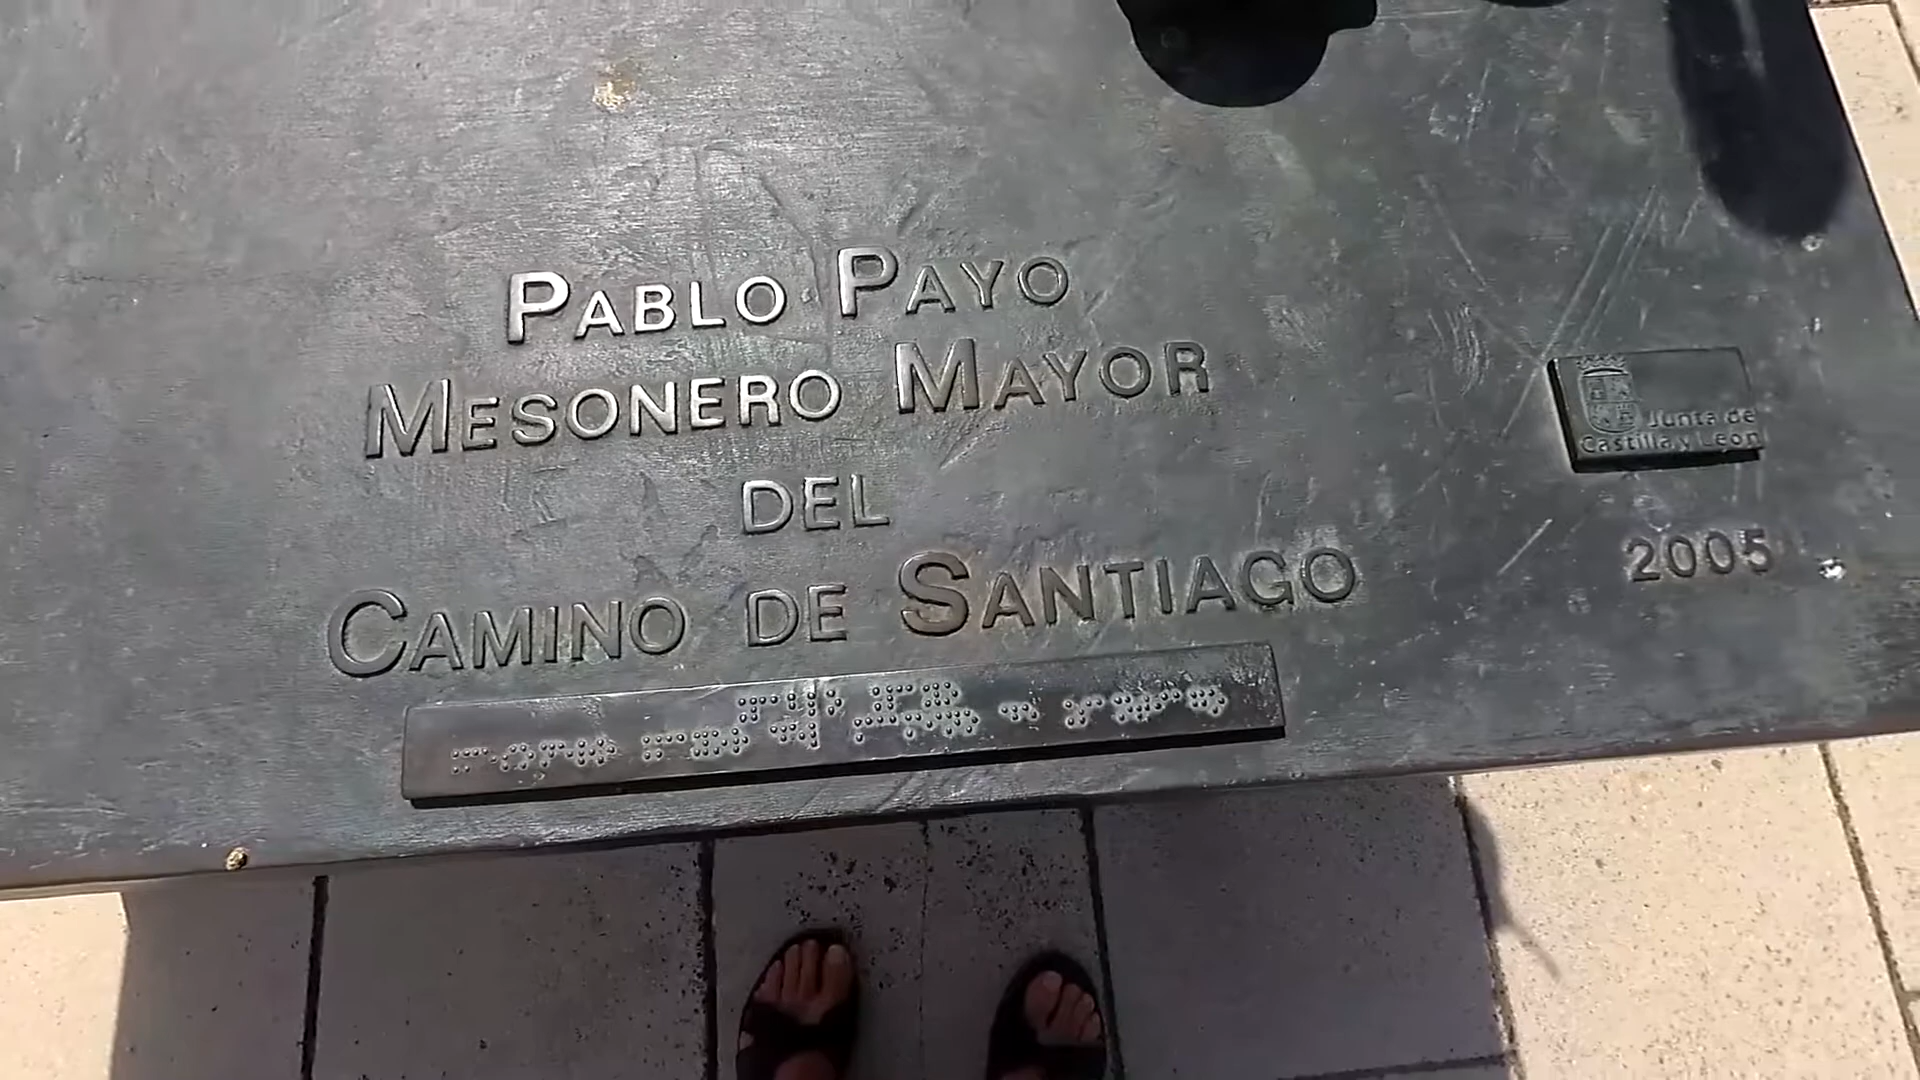 PABLO PAYO
MESONERO MAYOR
DEL
CAMINO DE SANTIAGO
Junta de
Castilla y León
2005